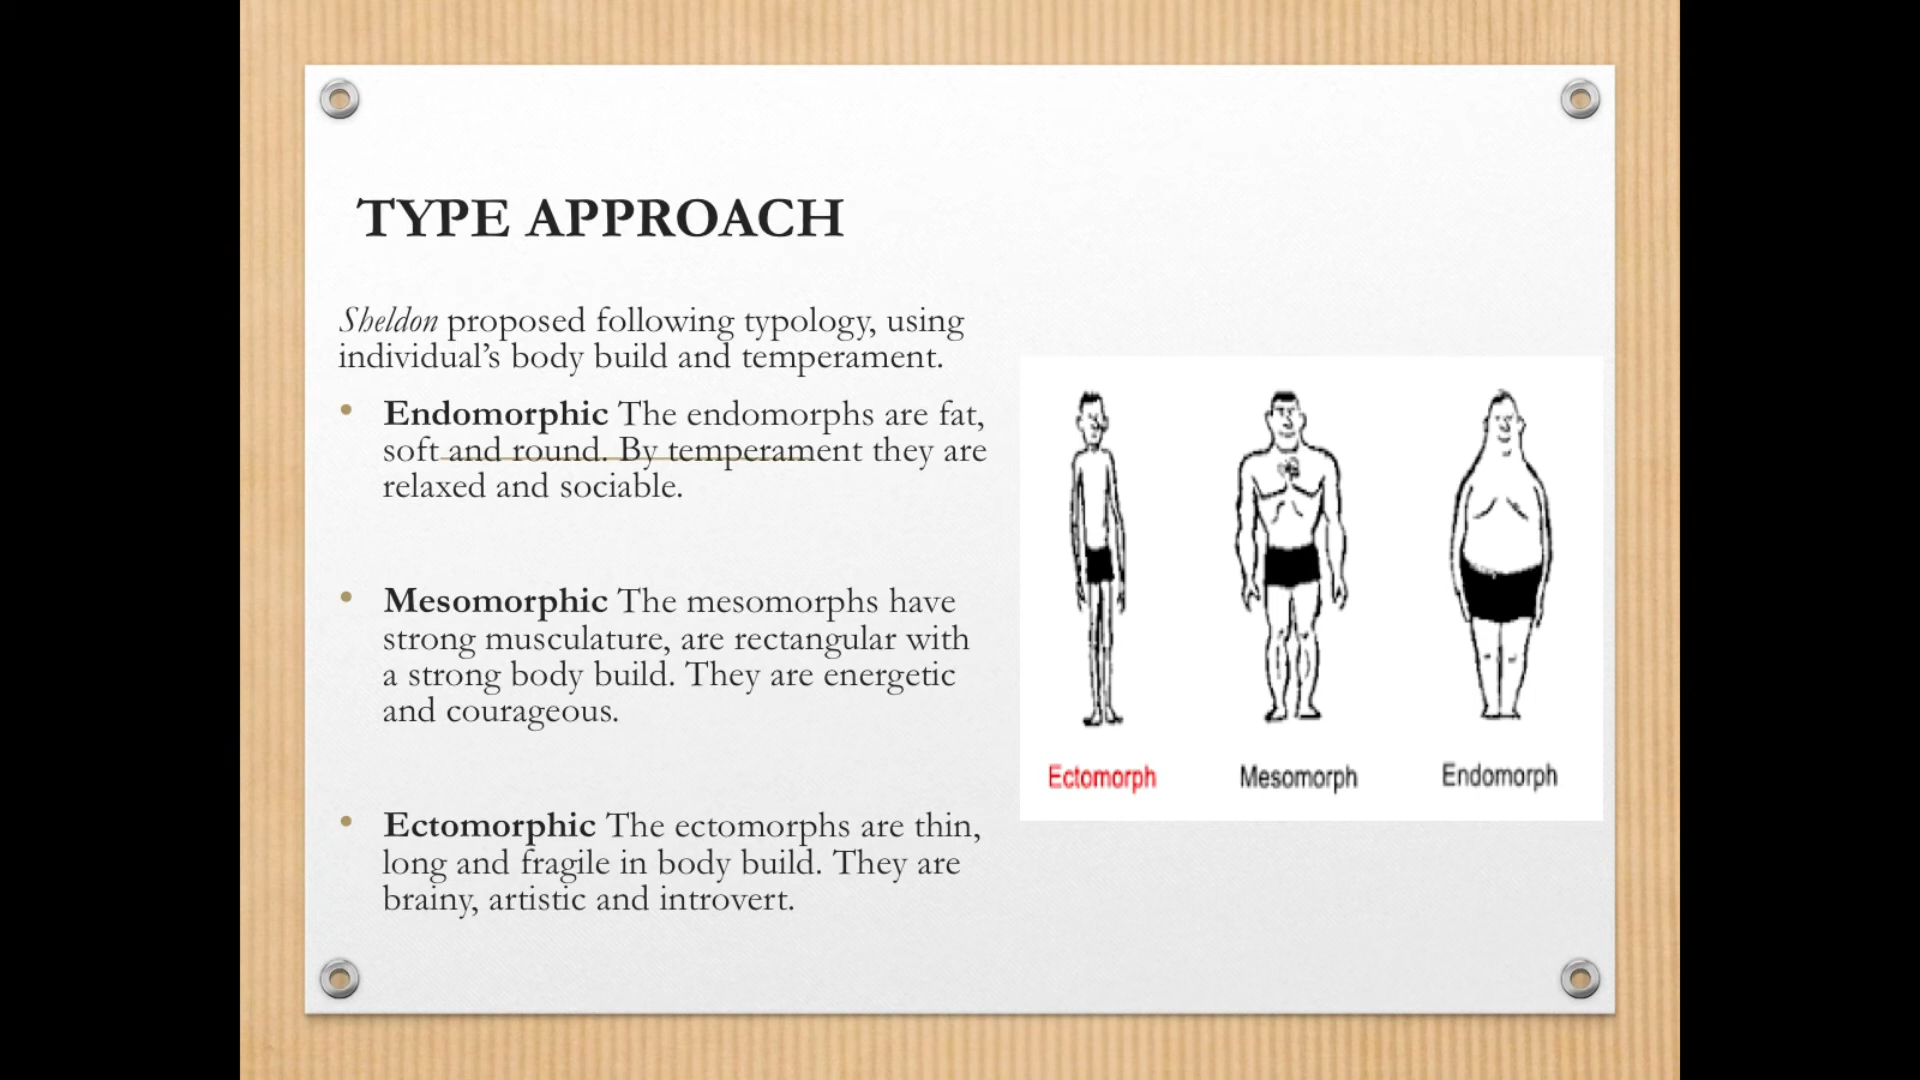 TYPE APPROACH
Sheldon proposed following typology, using
individual’s body build and temperament.
• Endomorphic The endomorphs are fat,
soft and round. By temperament they are
relaxed and sociable.
• Mesomorphic The mesomorphs have
strong musculature, are rectangular with
a strong body build. They are energetic
and courageous.
• Ectomorphic The ectomorphs are thin,
long and fragile in body build. They are
brainy, artistic and introvert.
Ectomorph Mesomorph Endomorph